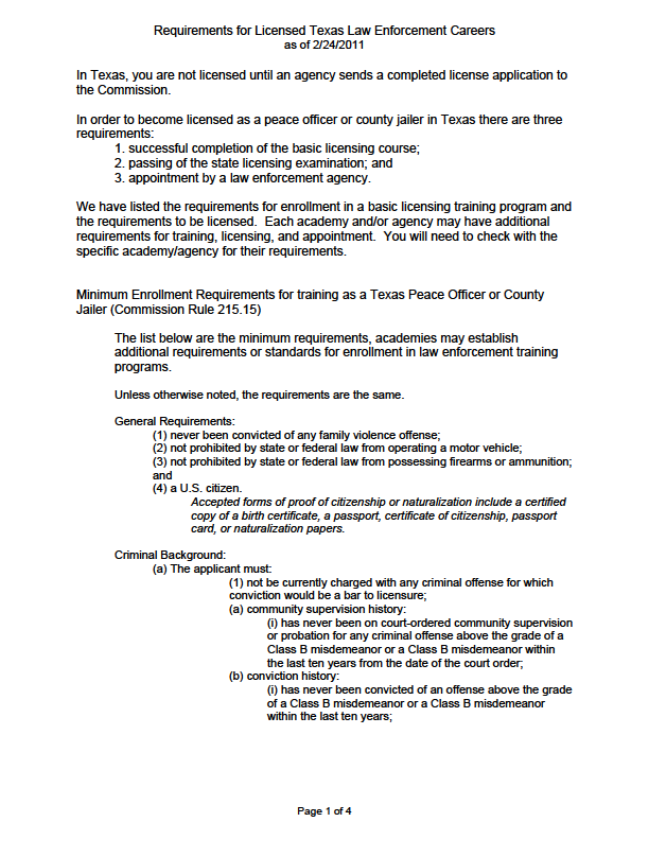 Requirements for Licensed Texas Law Enforcement Careers
as of 2/24/2011
In Texas, you are not licensed until an agency sends a completed license application to
the Commission.
In order to become licensed as a peace officer or county jailer in Texas there are three
requirements:
1. successful completion of the basic licensing course;
2. passing of the state licensing examination; and
3. appointment by a law enforcement agency.
We have listed the requirements for enrollment in a basic licensing training program and
the requirements to be licensed.  Each academy and/or agency may have additional
requirements for training, licensing, and appointment.  You will need to check with the
specific academy/agency for their requirements.
Minimum Enrollment Requirements for training as a Texas Peace Officer or County
Jailer (Commission Rule 215.15)
The list below are the minimum requirements, academies may establish
additional requirements or standards for enrollment in law enforcement training
programs.
Unless otherwise noted, the requirements are the same.
General Requirements:
(1) never been convicted of any family violence offense;
(2) not prohibited by state or federal law from operating a motor vehicle;
(3) not prohibited by state or federal law from possessing firearms or ammunition;
and
(4) a U.S. citizen.
Accepted forms of proof of citizenship or naturalization include a certified
copy of a birth certificate, a passport, certificate of citizenship, passport
card, or naturalization papers.
Criminal Background:
(a) The applicant must:
(1) not be currently charged with any criminal offense for which
conviction would be a bar to licensure;
(a) community supervision history:
(i) has never been on court-ordered community supervision
or probation for any criminal offense above the grade of a
Class B misdemeanor or a Class B misdemeanor within
the last ten years from the date of the court order;
(b) conviction history:
(i) has never been convicted of an offense above the grade
of a Class B misdemeanor or a Class B misdemeanor
within the last ten years;
Page 1 of 4